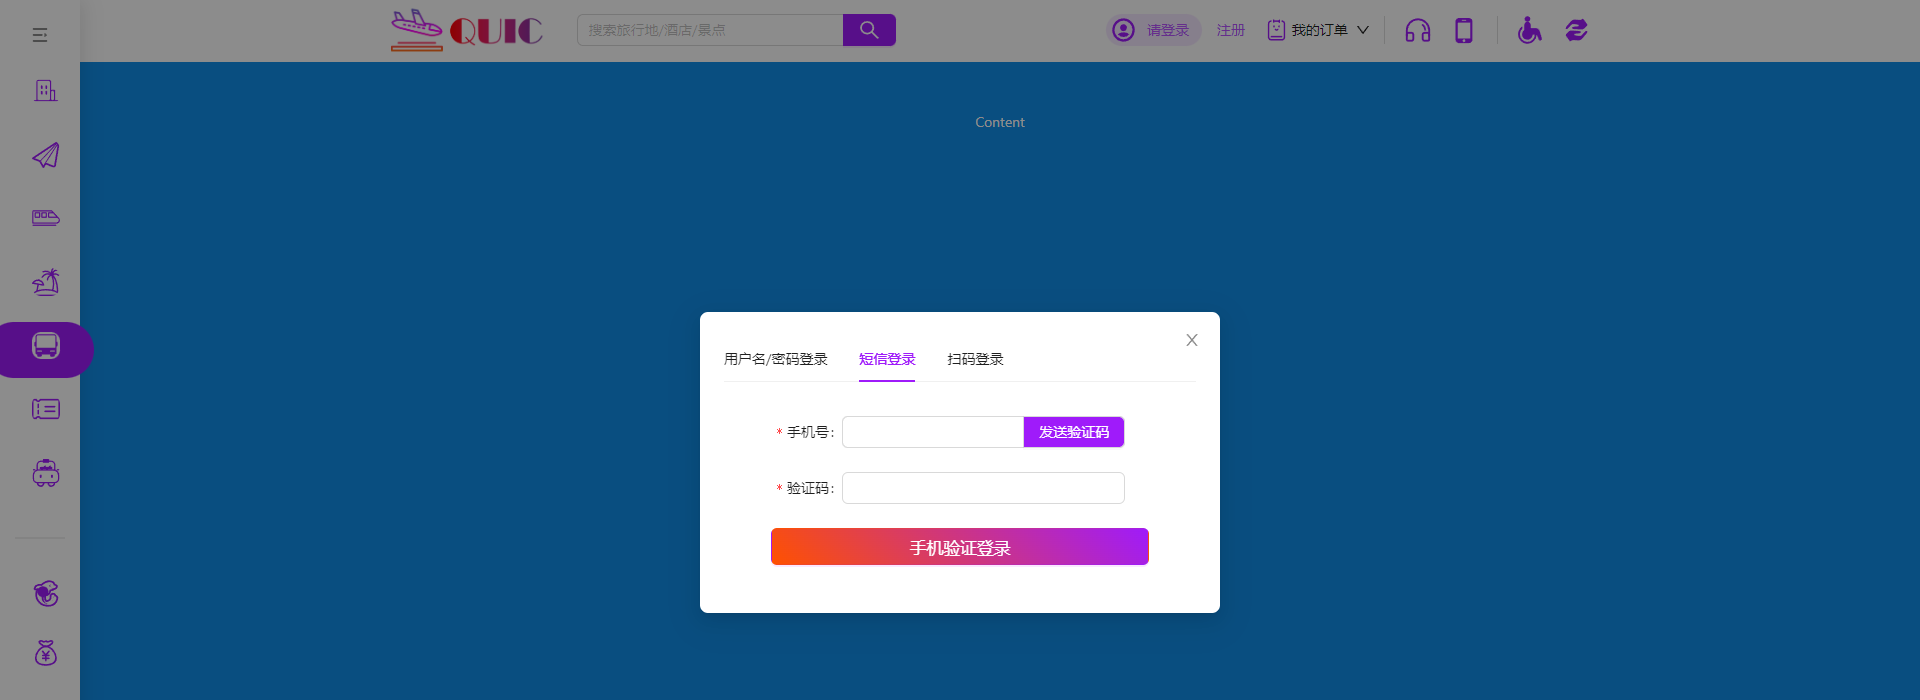 QUIC
搜索旅行地/酒店/景点
请登录
注册
我的订单
Content
用户名/密码登录
短信登录
扫码登录
* 手机号:
发送验证码
* 验证码:
手机验证登录